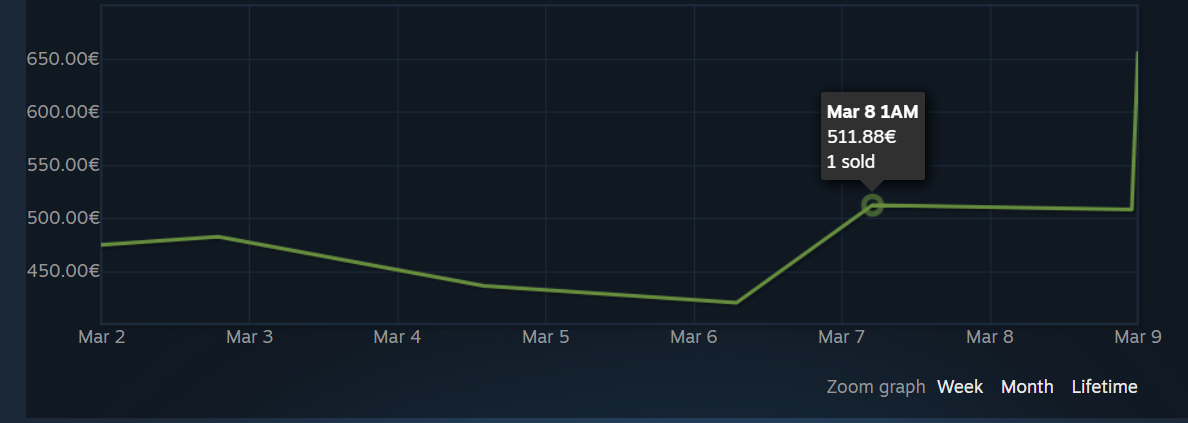 650.00€
600.00€
550.00€
500.00€
450.00€
Mar 8 1AM
511.88€
1 sold
Mar 2 Mar 3 Mar 4 Mar 5 Mar 6 Mar 7 Mar 8 Mar 9
Zoom graph Week Month Lifetime